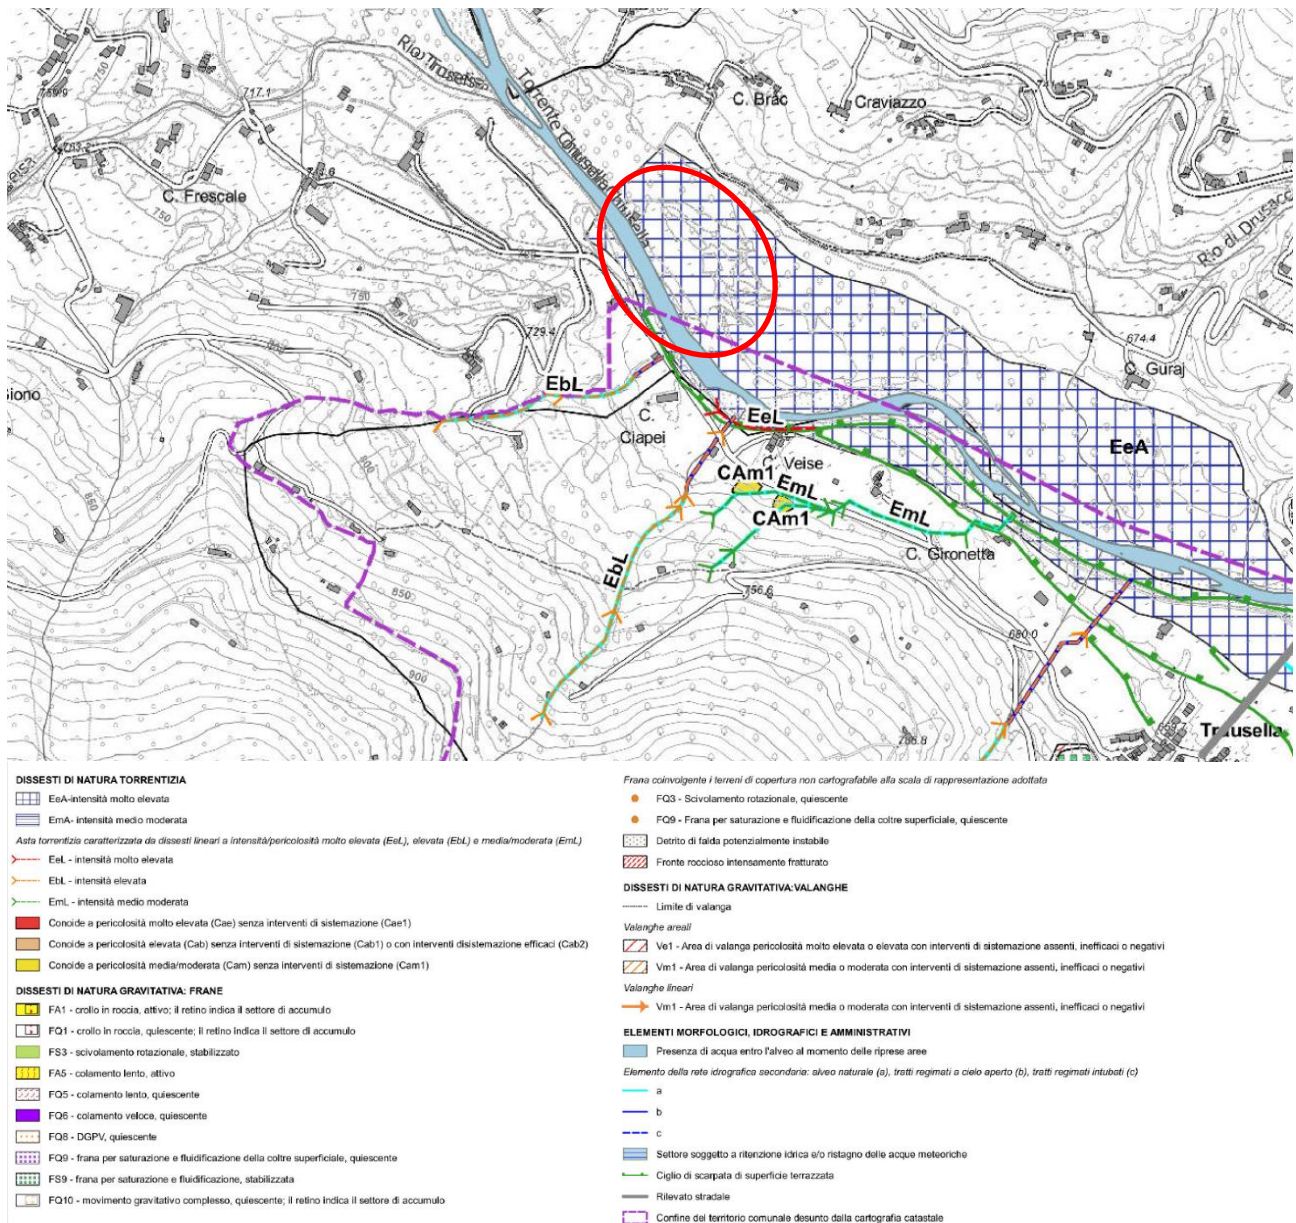 Rio Trusels
Torrente Chiusella
C. Brac
Craviazzo
741.1
750
759.9
717.1
763.2
C. Frescale
750
750
Rio di Drusacc
729.4
674.4
C. Guraj
EbL
C. Ciapei
EeL
EeA
C. Veise
CAm1
EmL
CAm1
EmL
C. Gironetta
EbL
800
850
850
900
756.6
680.0
788.8
Trausella
DISSESTI DI NATURA TORRENTIZIA
EeA-intensità molto elevata
EmA- intensità medio moderata
Asta torrentizia caratterizzata da dissesti lineari a intensità/pericolosità molto elevata (EeL), elevata (EbL) e media/moderata (EmL)
EeL - intensità molto elevata
EbL - intensità elevata
EmL - intensità medio moderata
Conoide a pericolosità molto elevata (Cae) senza interventi di sistemazione (Cae1)
Conoide a pericolosità elevata (Cab) senza interventi di sistemazione (Cab1) o con interventi disistemazione efficaci (Cab2)
Conoide a pericolosità media/moderata (Cam) senza interventi di sistemazione (Cam1)
DISSESTI DI NATURA GRAVITATIVA: FRANE
FA1 - crollo in roccia, attivo; il retino indica il settore di accumulo
FQ1 - crollo in roccia, quiescente; il retino indica il settore di accumulo
FS3 - scivolamento rotazionale, stabilizzato
FA5 - colamento lento, attivo
FQ5 - colamento lento, quiescente
FQ6 - colamento veloce, quiescente
FQ8 - DGPV, quiescente
FQ9 - frana per saturazione e fluidificazione della coltre superficiale, quiescente
FS9 - frana per saturazione e fluidificazione, stabilizzata
FQ10 - movimento gravitativo complesso, quiescente; il retino indica il settore di accumulo
Frana coinvolgente i terreni di copertura non cartografabile alla scala di rappresentazione adottata
FQ3 - Scivolamento rotazionale, quiescente
FQ9 - Frana per saturazione e fluidificazione della coltre superficiale, quiescente
Detrito di falda potenzialmente instabile
Fronte roccioso intensamente fratturato
DISSESTI DI NATURA GRAVITATIVA:VALANGHE
Limite di valanga
Valanghe areali
Ve1 - Area di valanga pericolosità molto elevata o elevata con interventi di sistemazione assenti, inefficaci o negativi
Vm1 - Area di valanga pericolosità media o moderata con interventi di sistemazione assenti, inefficaci o negativi
Valanghe lineari
Vm1 - Area di valanga pericolosità media o moderata con interventi di sistemazione assenti, inefficaci o negativi
ELEMENTI MORFOLOGICI, IDROGRAFICI E AMMINISTRATIVI
Presenza di acqua entro l'alveo al momento delle riprese aree
Elemento della rete idrografica secondaria: alveo naturale (a), tratti regimati a cielo aperto (b), tratti regimati intubati (c)
a
b
c
Settore soggetto a ritenzione idrica e/o ristagno delle acque meteoriche
Ciglio di scarpata di superficie terrazzata
Rilevato stradale
Confine del territorio comunale desunto dalla cartografia catastale